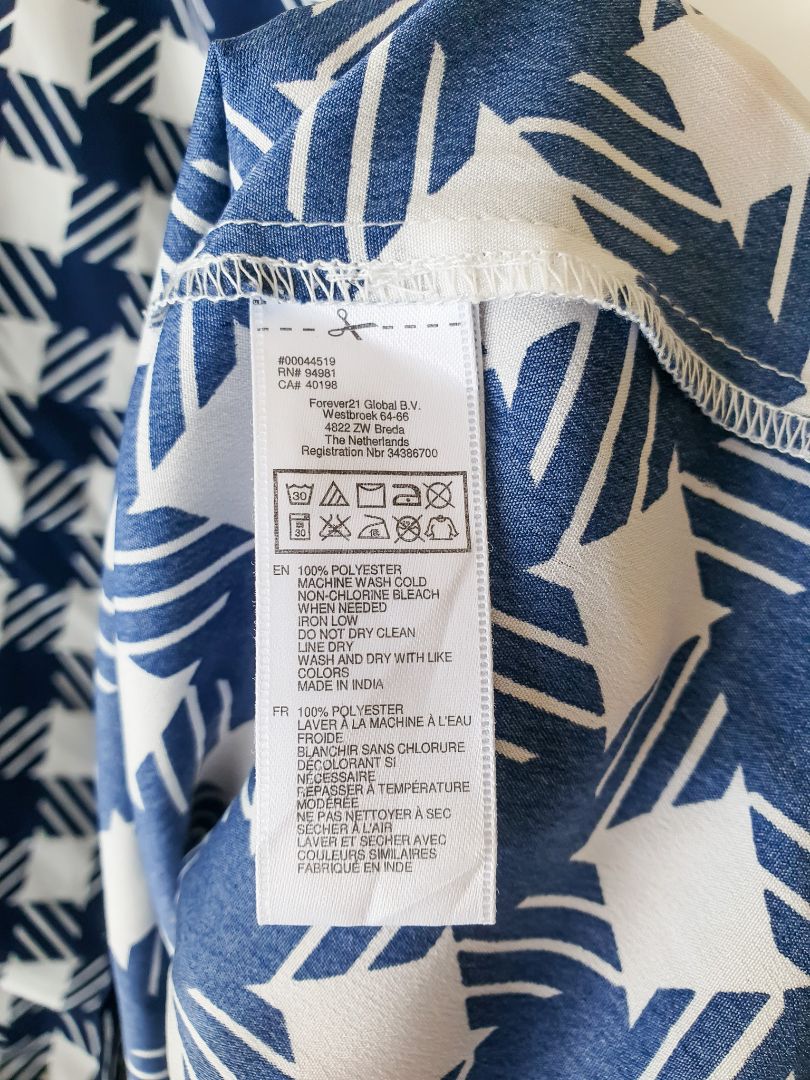 #00044519
RN# 94981
CA# 40198
Forever21 Global B.V.
Westbroek 64-66
4822 ZW Breda
The Netherlands
Registration Nbr 34386700
30
30
EN 100% POLYESTER
MACHINE WASH COLD
NON-CHLORINE BLEACH
WHEN NEEDED
IRON LOW
DO NOT DRY CLEAN
LINE DRY
WASH AND DRY WITH LIKE
COLORS
MADE IN INDIA
FR 100% POLYESTER
LAVER À LA MACHINE À L'EAU
FROIDE
BLANCHIR SANS CHLORURE
DÉCOLORANT SI
NÉCESSAIRE
REPASSER À TEMPÉRATURE
MODÉRÉE
NE PAS NETTOYER À SEC
SÉCHER À L'AIR
LAVER ET SECHER AVEC
COULEURS SIMILAIRES
FABRIQUÉ EN INDE